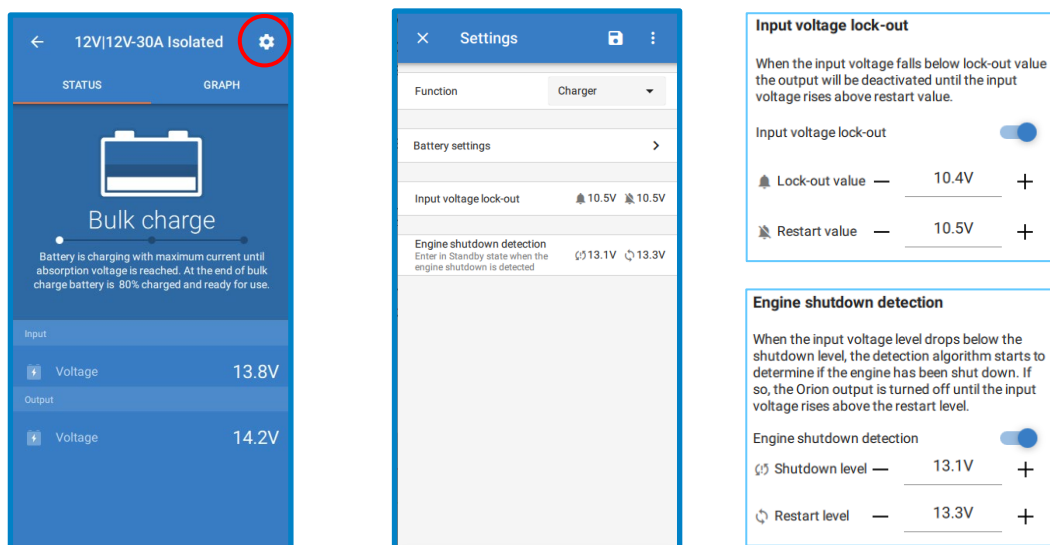 12V|12V-30A Isolated
STATUS
GRAPH
Bulk charge
Battery is charging with maximum current until
absorption voltage is reached. At the end of bulk
charge battery is 80% charged and ready for use.
Input
Voltage
13.8V
Output
Voltage
14.2V
Settings
Function
Charger
Battery settings
Input voltage lock-out
10.5V
10.5V
Engine shutdown detection
Enter in Standby state when the
engine shutdown is detected
13.1V
13.3V
Input voltage lock-out
When the input voltage falls below lock-out value
the output will be deactivated until the input
voltage rises above restart value.
Input voltage lock-out
Lock-out value
10.4V
Restart value
10.5V
Engine shutdown detection
When the input voltage level drops below the
shutdown level, the detection algorithm starts to
determine if the engine has been shut down. If
so, the Orion output is turned off until the input
voltage rises above the restart level.
Engine shutdown detection
Shutdown level
13.1V
Restart level
13.3V